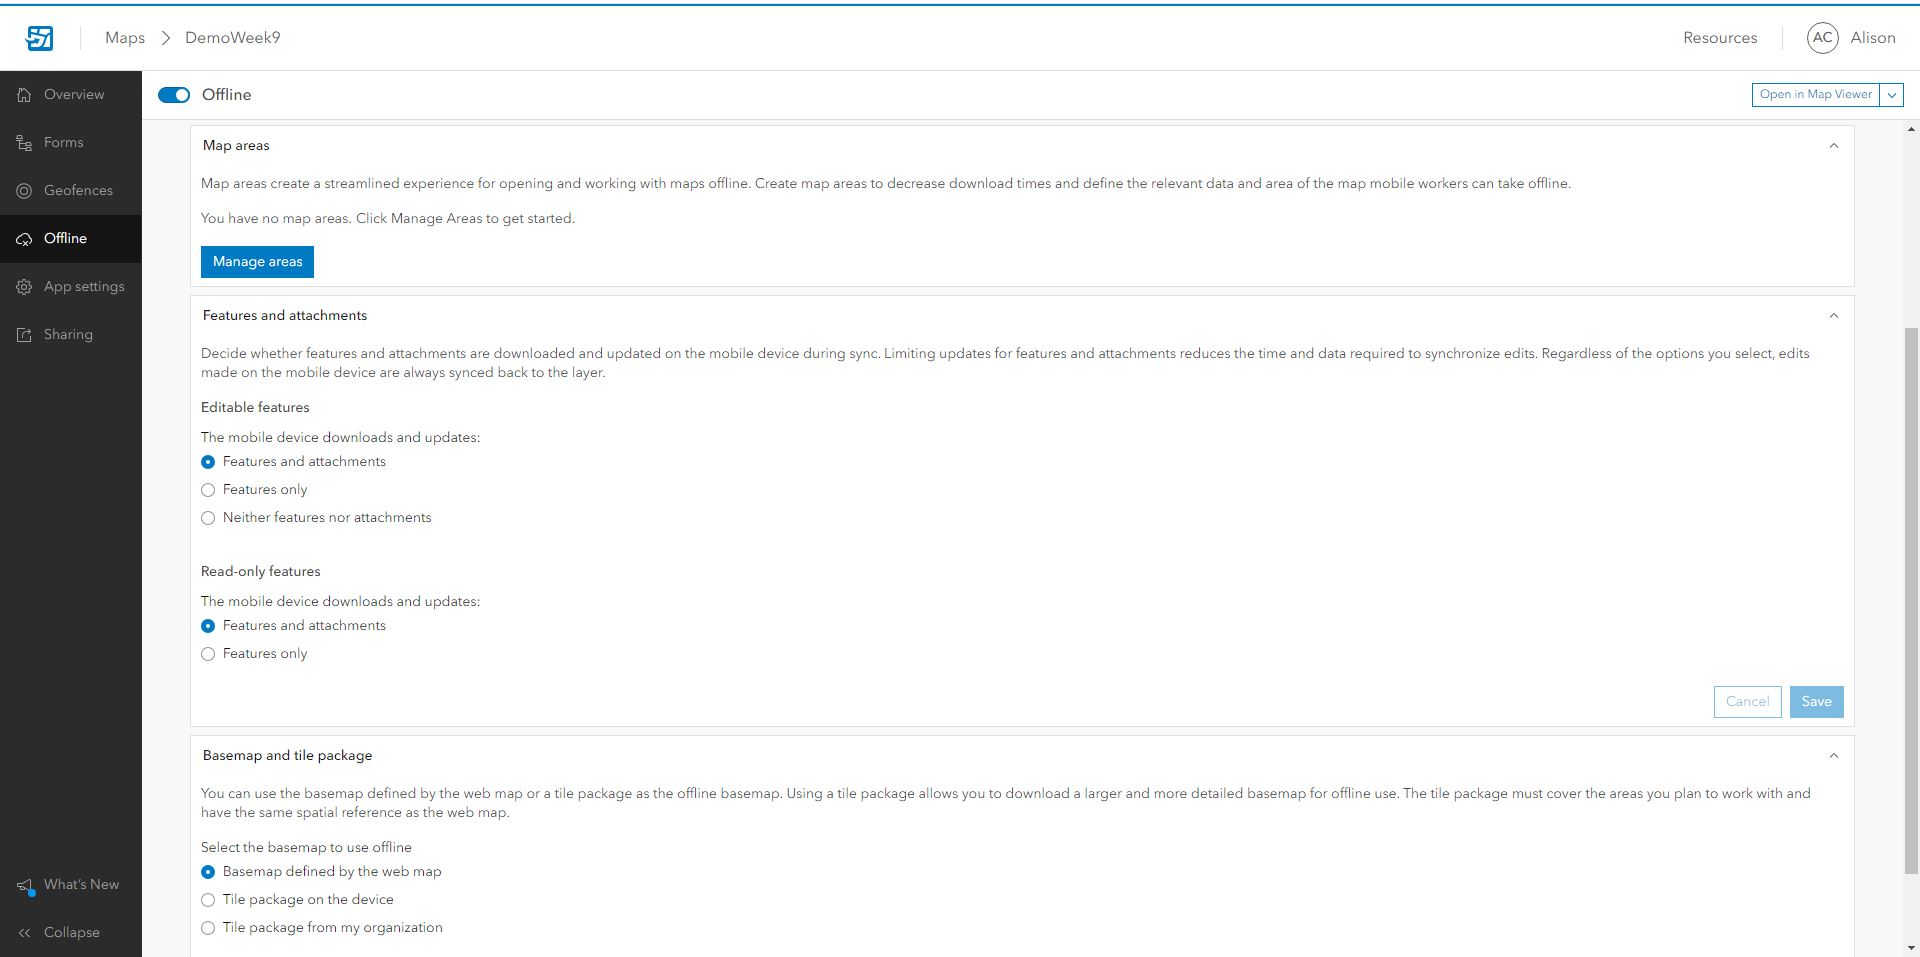 Maps > DemoWeek9
Resources
AC Alison
Overview
Forms
Geofences
Offline
App settings
Sharing
What's New
Collapse
Offline
Open in Map Viewer
Map areas
Map areas create a streamlined experience for opening and working with maps offline. Create map areas to decrease download times and define the relevant data and area of the map mobile workers can take offline.
You have no map areas. Click Manage Areas to get started.
Manage areas
Features and attachments
Decide whether features and attachments are downloaded and updated on the mobile device during sync. Limiting updates for features and attachments reduces the time and data required to synchronize edits. Regardless of the options you select, edits
made on the mobile device are always synced back to the layer.
Editable features
The mobile device downloads and updates:
Features and attachments
Features only
Neither features nor attachments
Read-only features
The mobile device downloads and updates:
Features and attachments
Features only
Cancel
Save
Basemap and tile package
You can use the basemap defined by the web map or a tile package as the offline basemap. Using a tile package allows you to download a larger and more detailed basemap for offline use. The tile package must cover the areas you plan to work with and
have the same spatial reference as the web map.
Select the basemap to use offline
Basemap defined by the web map
Tile package on the device
Tile package from my organization